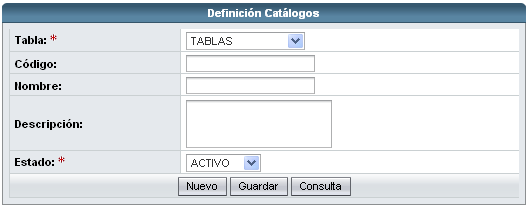 Definición Catálogos
Tabla: * TABLAS
Código:
Nombre:
Descripción:
Estado: * ACTIVO
Nuevo Guardar Consulta